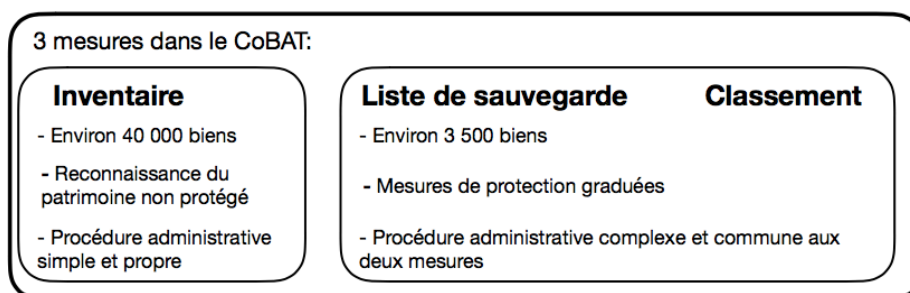 3 mesures dans le CoBAT:
Inventaire
- Environ 40 000 biens
- Reconnaissance du
patrimoine non protégé
- Procédure administrative
simple et propre
Liste de sauvegarde Classement
- Environ 3 500 biens
- Mesures de protection graduées
- Procédure administrative complexe et commune aux
deux mesures